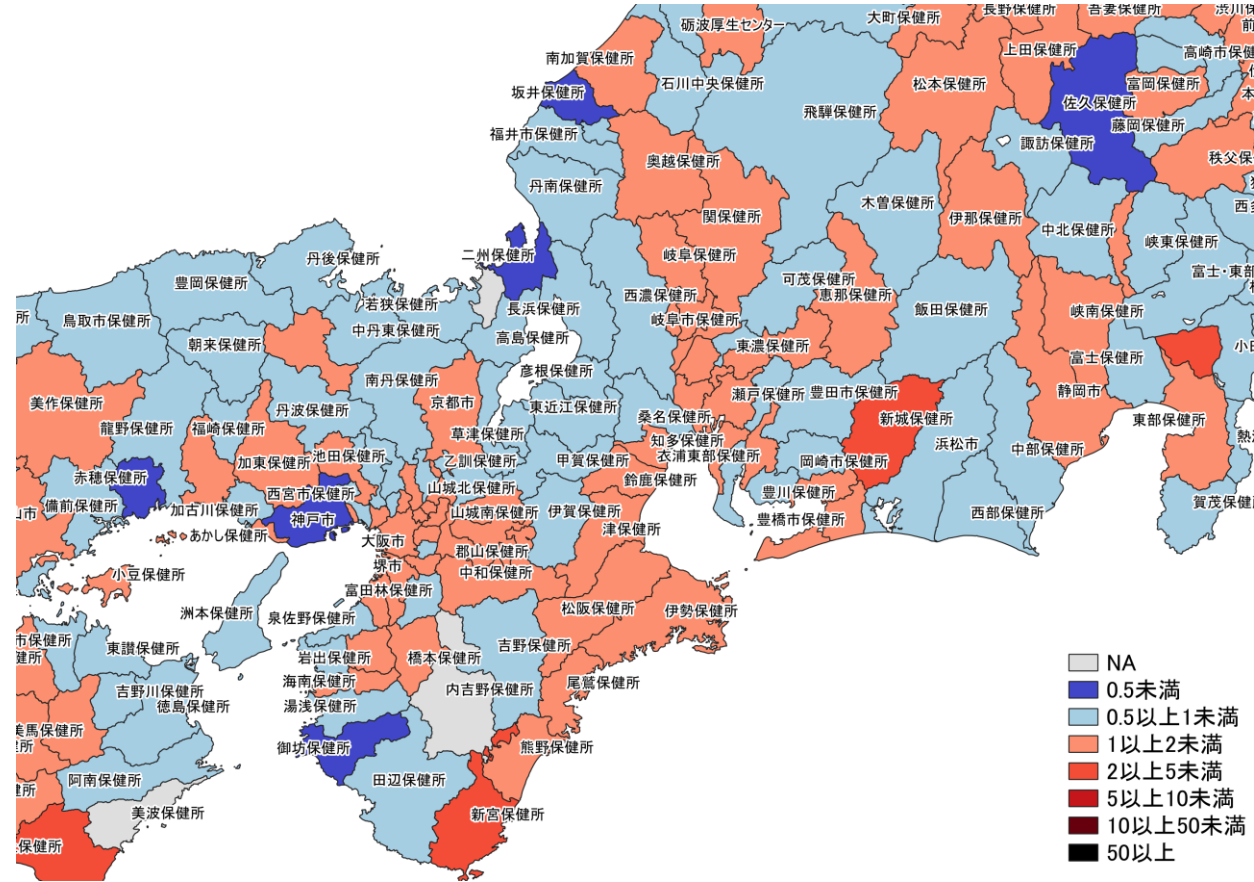 砺波厚生センター
大町保健所
長野保健所
吾妻保健所
南加賀保健所
上田保健所
石川中央保健所
松本保健所
富岡保健所
坂井保健所
佐久保健所
飛騨保健所
藤岡保健所
福井市保健所
諏訪保健所
奥越保健所
丹南保健所
木曽保健所
関保健所
伊那保健所
中北保健所
峡東保健所
二州保健所
岐阜保健所
丹後保健所
可茂保健所
富士・東部
豊岡保健所
西濃保健所
恵那保健所
若狭保健所
長浜保健所
飯田保健所
峡南保健所
鳥取市保健所
中丹東保健所
岐阜市保健所
高島保健所
朝来保健所
東濃保健所
富士保健所
彦根保健所
南丹保健所
瀬戸保健所
豊田市保健所
静岡市
美作保健所
京都市
丹波保健所
東近江保健所
桑名保健所
新城保健所
東部保健所
龍野保健所
福崎保健所
草津保健所
知多保健所
浜松市
中部保健所
池田保健所
衣浦東部保健所
加東保健所
乙訓保健所
甲賀保健所
岡崎市保健所
赤穂保健所
鈴鹿保健所
西宮市保健所
山城北保健所
豊川保健所
賀茂保健所
備前保健所
加古川保健所
神戸市
山城南保健所
伊賀保健所
西部保健所
豊橋市保健所
あかし保健所
津保健所
大阪市
郡山保健所
堺市
小豆保健所
中和保健所
富田林保健所
洲本保健所
松阪保健所
伊勢保健所
泉佐野保健所
市保健所
東讃保健所
吉野保健所
岩出保健所
橋本保健所
海南保健所
尾鷲保健所
吉野川保健所
内吉野保健所
湯浅保健所
徳島保健所
美馬保健所
御坊保健所
熊野保健所
阿南保健所
田辺保健所
美波保健所
新宮保健所
保健所
NA
0.5未満
0.5以上1未満
1以上2未満
2以上5未満
5以上10未満
10以上50未満
50以上